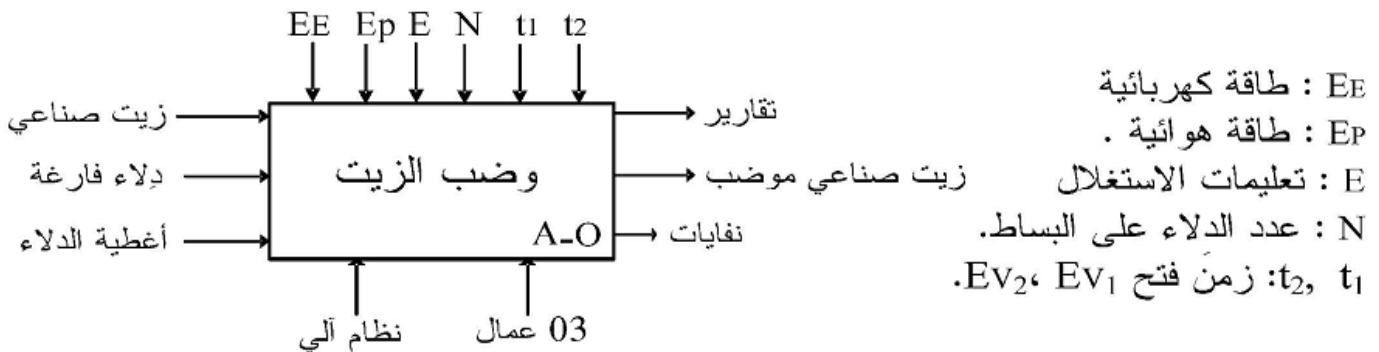 EE Ep E N t1 t2
زيت صناعي
دِلاء فارغة
أغطية الدلاء
وضب الزيت
A-O
تقارير
زيت صناعي موضب
نفايات
نظام آلي
03 عمال
EE : طاقة كهربائية
EP : طاقة هوائية .
E : تعليمات الاستغلال
N : عدد الدلاء على البساط.
t1 ,t2: زمنَ فتح Ev1 ،Ev2.